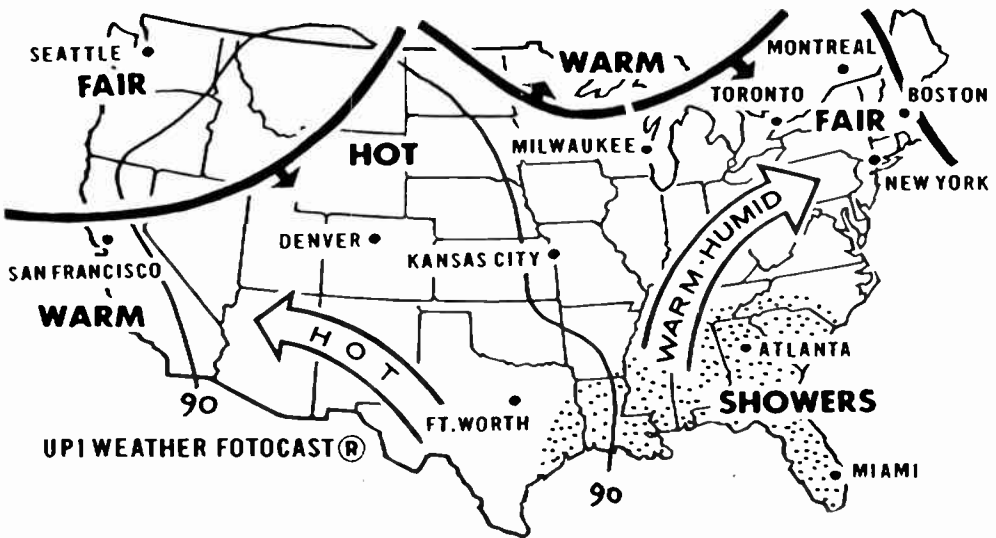 SEATTLE
FAIR
WARM
MONTREAL
TORONTO
BOSTON
FAIR
HOT
MILWAUKEE
NEW YORK
WARM-HUMID
DENVER
KANSAS CITY
SAN FRANCISCO
WARM
HOT
ATLANTA
90
SHOWERS
FT. WORTH
UPI WEATHER FOTOCAST®
MIAMI
90